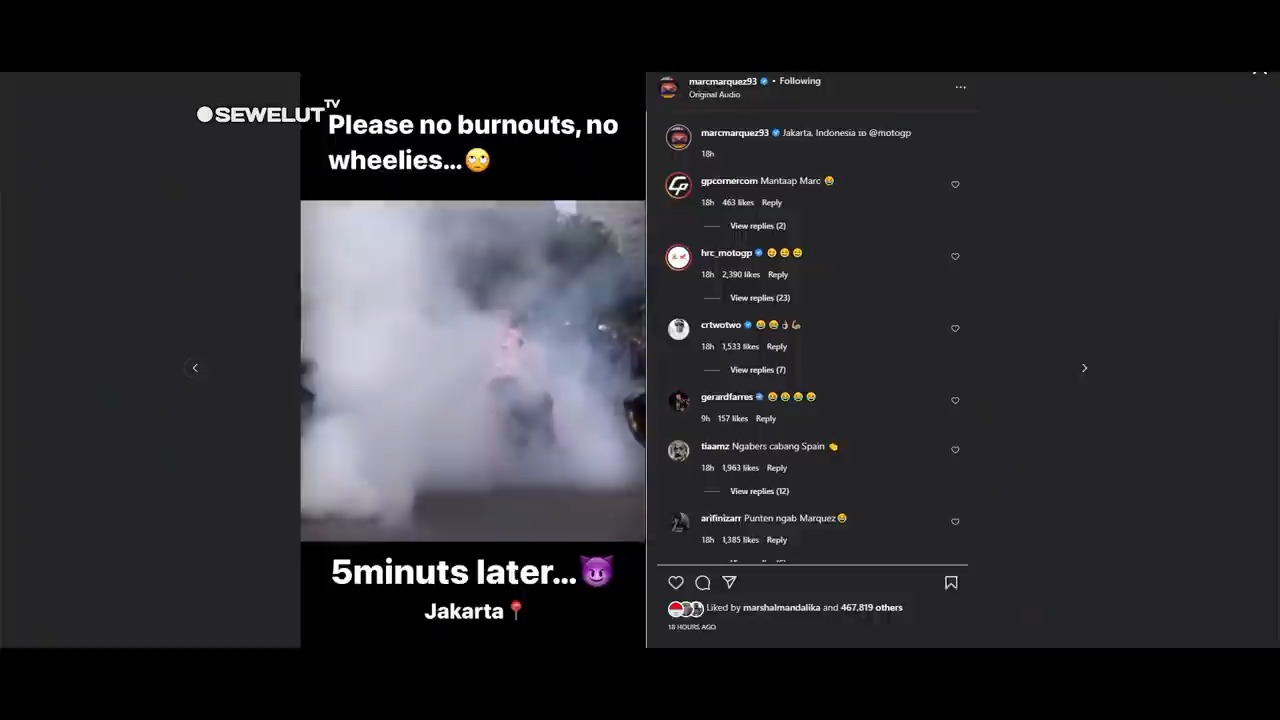 SEWELUT TV
Please no burnouts, no
wheelies...🙄
5minuts later...😈
Jakarta📍
marcmarquez93 • Following
Original Audio
marcmarquez93 Jakarta, Indonesia @motogp
18h
gpcornercom Mantaap Marc 😂
18h 463 likes Reply
View replies (2)
hrc_motogp 😆😆😆
18h 2,390 likes Reply
View replies (23)
crtwotwo 😂😂👌💪
18h 1,533 likes Reply
View replies (7)
gerardfarres 😂😂😂😂
9h 157 likes Reply
tiaamz Ngabers cabang Spain 👏
18h 1,963 likes Reply
View replies (12)
arifinizarr Punten ngab Marquez😂
18h 1,385 likes Reply
Liked by marshalmandalika and 467.819 others
18 HOURS AGO